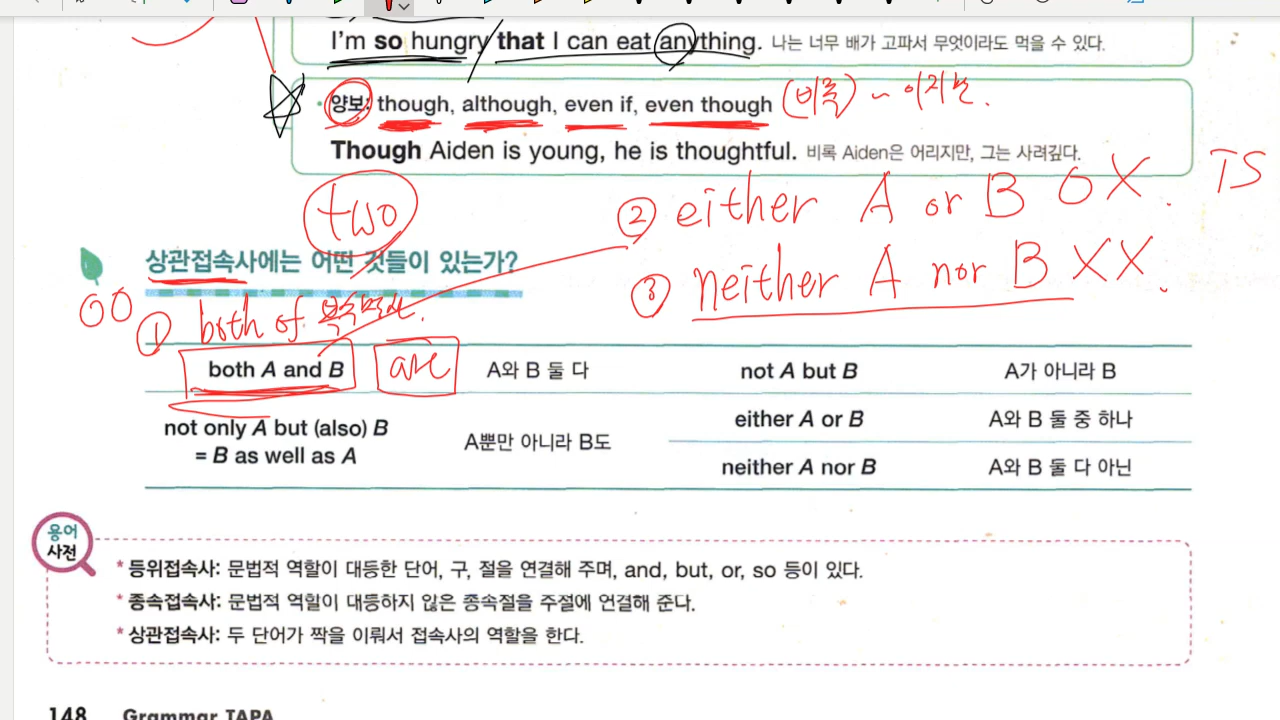 I'm so hungry that I can eat anything. 나는 너무 배가 고파서 무엇이라도 먹을 수 있다.
· 양보: though, although, even if, even though (비록) ~ 이지만.
Though Aiden is young, he is thoughtful. 비록 Aiden은 어리지만, 그는 사려깊다.
two
② either A or B O X. TS
상관접속사에는 어떤 것들이 있는가?
③ neither A nor B X X.
OO ① both of 복수명사.
both A and B are A와 B 둘 다 not A but B A가 아니라 B
not only A but (also) B
= B as well as A
A뿐만 아니라 B도
either A or B A와 B 둘 중 하나
neither A nor B A와 B 둘 다 아닌
용어
사전
* 등위접속사: 문법적 역할이 대등한 단어, 구, 절을 연결해 주며, and, but, or, so 등이 있다.
* 종속접속사: 문법적 역할이 대등하지 않은 종속절을 주절에 연결해 준다.
* 상관접속사: 두 단어가 짝을 이뤄서 접속사의 역할을 한다.
148 Grammar TAPA